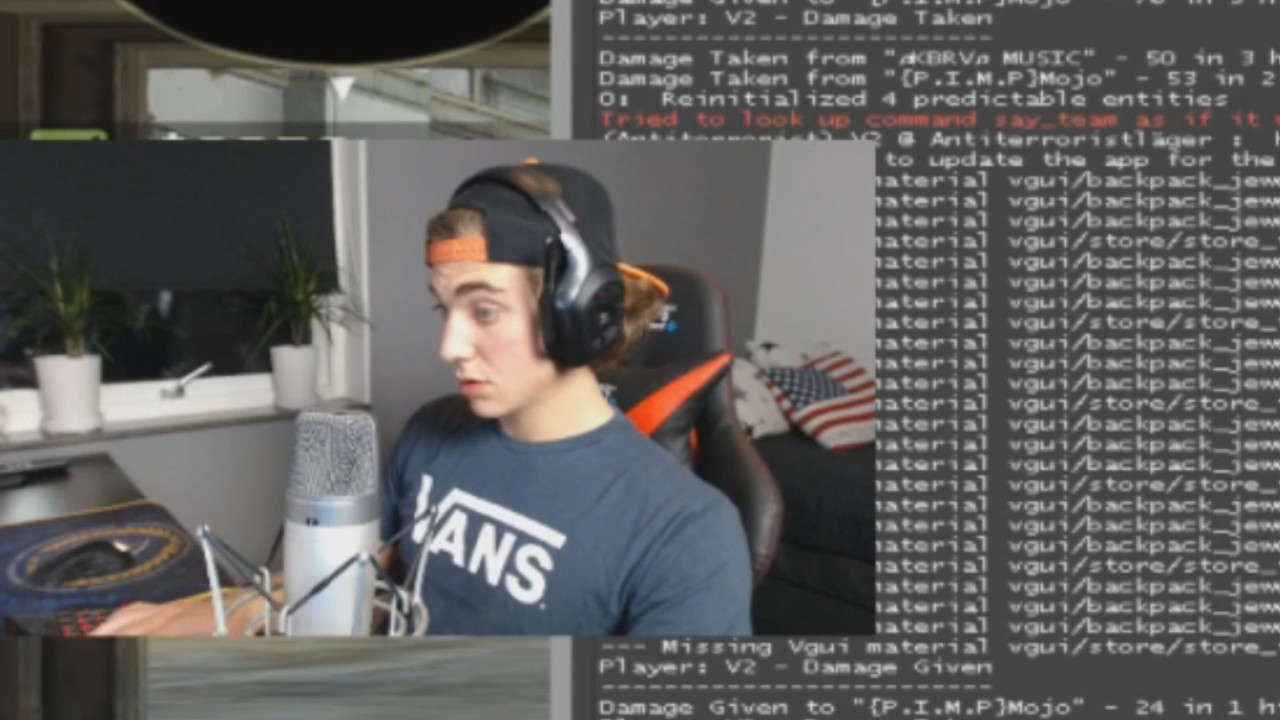 Player: V2 - Damage Taken
-------------------------
Damage Taken from "KBRV MUSIC" - 50 in 3 h
Damage Taken from "{P.I.M.P}Mojo" - 53 in 2
0: Reinitialized 4 predictable entities
Tried to look up command say_team as if it
(Antiterrorist) V2 @ Antiterroristläger :
to update the app for the
material vgui/backpack_jew
material vgui/backpack_jew
material vgui/backpack_jew
material vgui/store/store_
material vgui/backpack_jew
material vgui/backpack_jew
material vgui/backpack_jew
material vgui/store/store_
material vgui/backpack_jew
material vgui/backpack_jew
material vgui/backpack_jew
material vgui/store/store_
material vgui/backpack_jew
material vgui/backpack_jew
material vgui/backpack_jew
material vgui/store/store_
material vgui/backpack_jew
material vgui/backpack_jew
material vgui/backpack_jew
material vgui/store/store_
material vgui/backpack_jew
material vgui/backpack_jew
material vgui/backpack_jew
--- Missing Vgui material vgui/store/store_
Player: V2 - Damage Given
-------------------------
Damage Given to "{P.I.M.P}Mojo" - 24 in 1 h
VANS